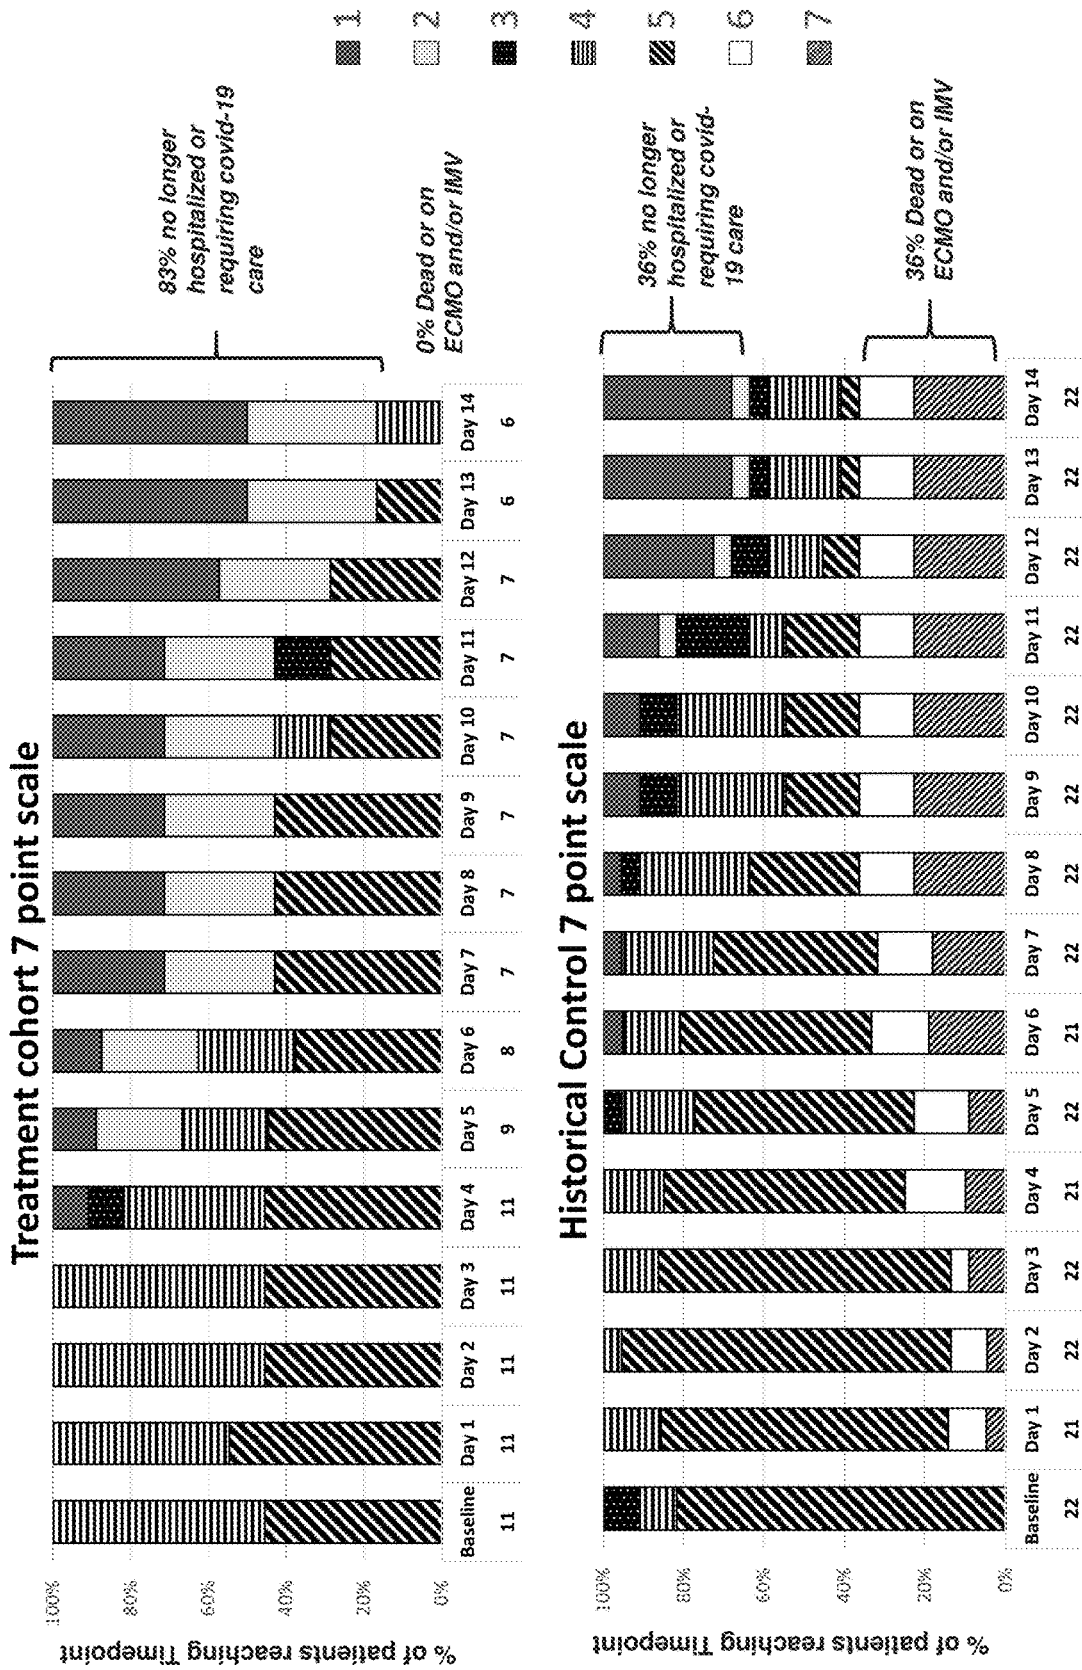 Treatment cohort 7 point scale
% of patients reaching Timepoint
100%
80%
60%
40%
20%
0%
Baseline Day 1 Day 2 Day 3 Day 4 Day 5 Day 6 Day 7 Day 8 Day 9 Day 10 Day 11 Day 12 Day 13 Day 14
11 11 11 11 11 9 8 7 7 7 7 7 7 6 6
83% no longer
hospitalized or
requiring covid-19
care
0% Dead or on
ECMO and/or IMV
Historical Control 7 point scale
% of patients reaching Timepoint
100%
80%
60%
40%
20%
0%
Baseline Day 1 Day 2 Day 3 Day 4 Day 5 Day 6 Day 7 Day 8 Day 9 Day 10 Day 11 Day 12 Day 13 Day 14
22 21 22 22 21 22 21 22 22 22 22 22 22 22 22
36% no longer
hospitalized or
requiring covid-
19 care
36% Dead or on
ECMO and/or IMV
1
2
3
4
5
6
7